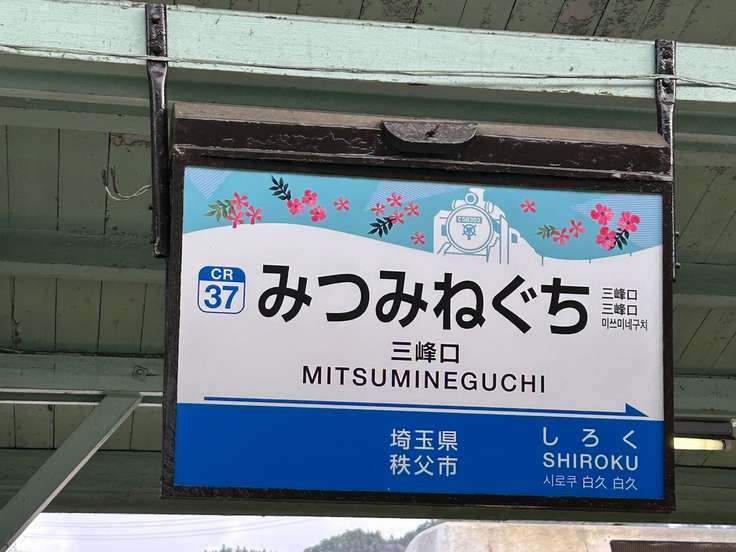 C58363
CR
37
みつみねぐち
三峰口
三峰口
미쓰미네구치
三峰口
MITSUMINEGUCHI
埼玉県
秩父市
しろく
SHIROKU
시로쿠 白久 白久